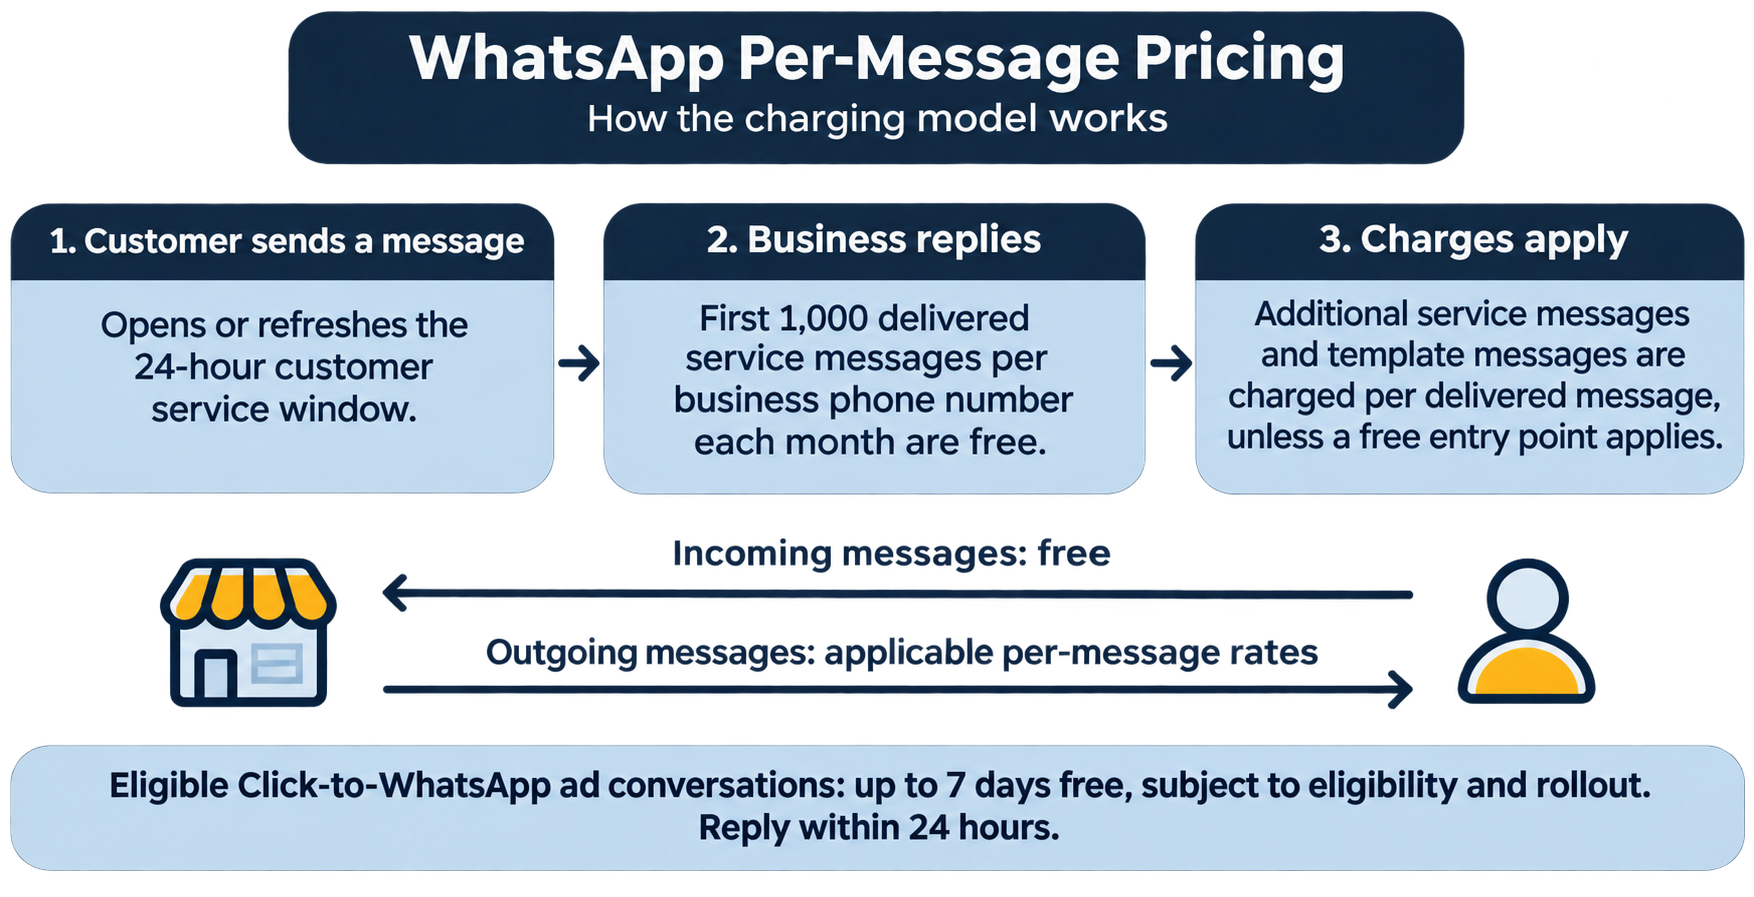 WhatsApp Per-Message Pricing
How the charging model works
1. Customer sends a message
Opens or refreshes the
24-hour customer
service window.
2. Business replies
First 1,000 delivered
service messages per
business phone number
each month are free.
3. Charges apply
Additional service messages
and template messages are
charged per delivered message,
unless a free entry point applies.
Incoming messages: free
Outgoing messages: applicable per-message rates
Eligible Click-to-WhatsApp ad conversations: up to 7 days free, subject to eligibility and rollout.
Reply within 24 hours.